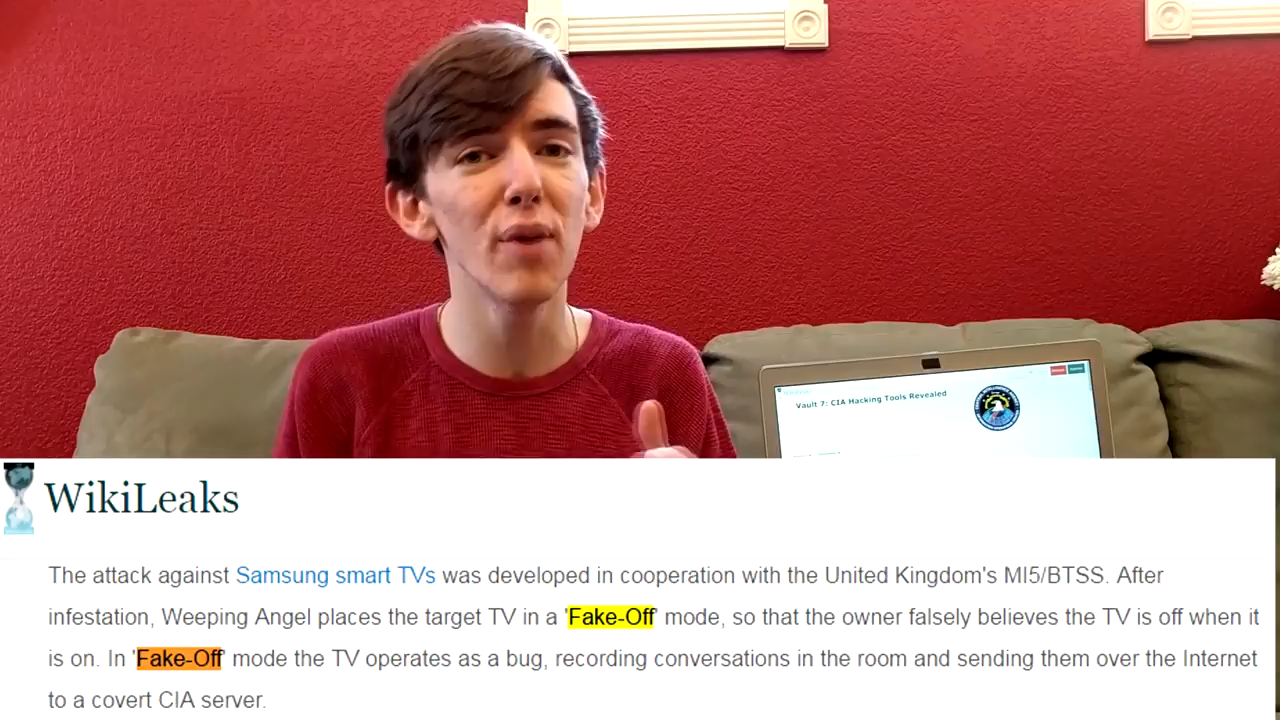 Vault 7: CIA Hacking Tools Revealed
WikiLeaks
The attack against Samsung smart TVs was developed in cooperation with the United Kingdom's MI5/BTSS. After
infestation, Weeping Angel places the target TV in a 'Fake-Off' mode, so that the owner falsely believes the TV is off when it
is on. In 'Fake-Off' mode the TV operates as a bug, recording conversations in the room and sending them over the Internet
to a covert CIA server.